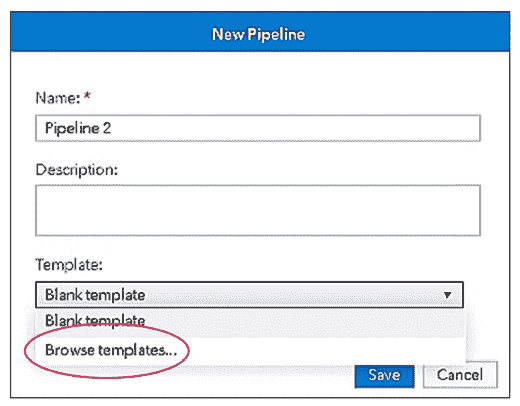 New Pipeline
Name: *
Pipeline 2
Description:
Template:
Blank template
Blank template
Browse templates...
Save
Cancel